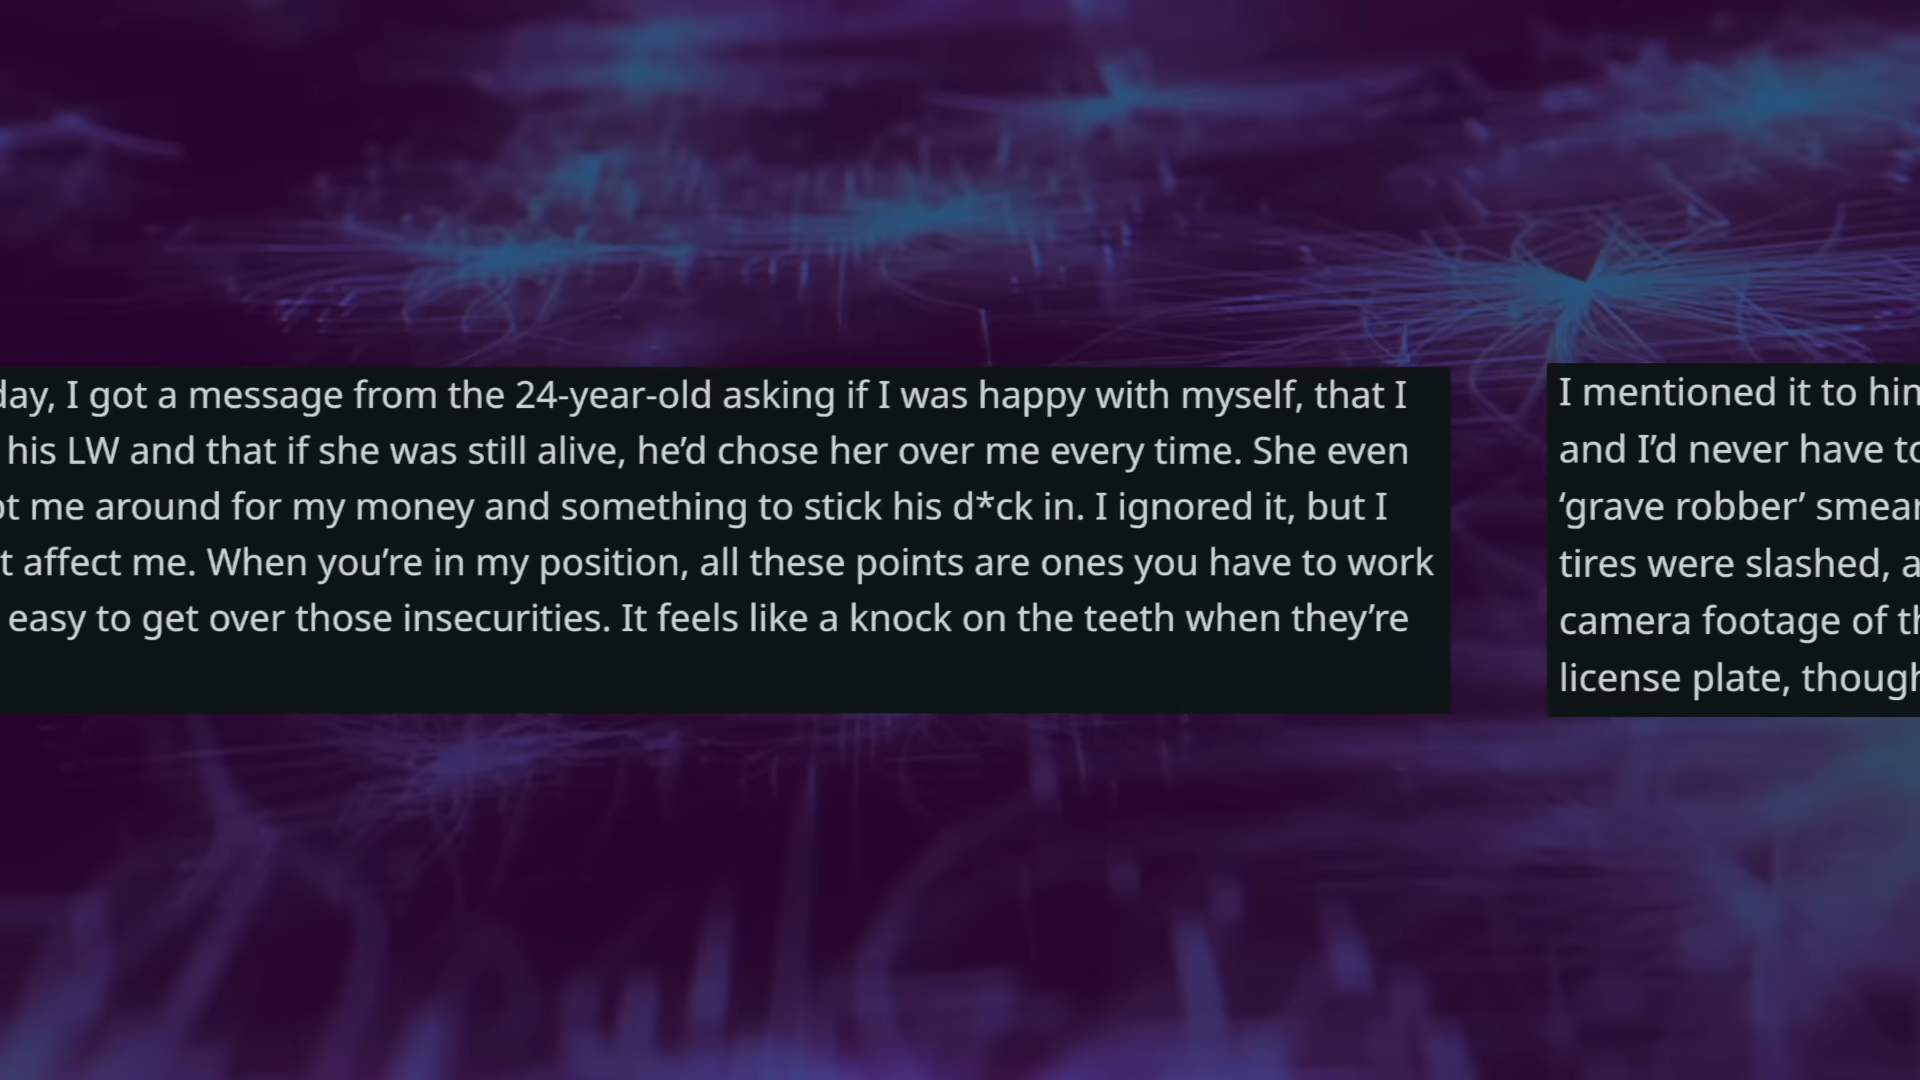 day, I got a message from the 24-year-old asking if I was happy with myself, that I
his LW and that if she was still alive, he’d chose her over me every time. She even
me around for my money and something to stick his d*ck in. I ignored it, but I
affect me. When you’re in my position, all these points are ones you have to work
easy to get over those insecurities. It feels like a knock on the teeth when they’re
I mentioned it to him
and I’d never have to
‘grave robber’ smear
tires were slashed, a
camera footage of th
license plate, though